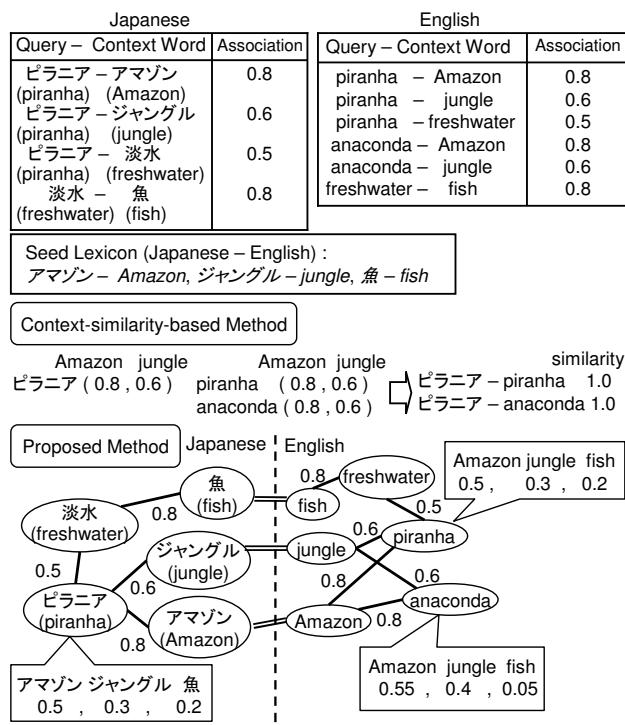 Japanese
Query – Context Word Association
ピラニア – アマゾン 0.8
(piranha) (Amazon)
ピラニア – ジャングル 0.6
(piranha) (jungle)
ピラニア – 淡水 0.5
(piranha) (freshwater)
淡水 – 魚 0.8
(freshwater) (fish)
English
Query – Context Word Association
piranha – Amazon 0.8
piranha – jungle 0.6
piranha – freshwater 0.5
anaconda – Amazon 0.8
anaconda – jungle 0.6
freshwater – fish 0.8
Seed Lexicon (Japanese – English) :
アマゾン – Amazon, ジャングル – jungle, 魚 – fish
Context-similarity-based Method
Amazon jungle
ピラニア ( 0.8 , 0.6 )
Amazon jungle
piranha ( 0.8 , 0.6 )
anaconda ( 0.8 , 0.6 )
similarity
ピラニア – piranha 1.0
ピラニア – anaconda 1.0
Proposed Method
Japanese
English
魚
(fish)
淡水
(freshwater)
0.8
ジャングル
(jungle)
0.5
0.6
ピラニア
(piranha)
アマゾン
(Amazon)
0.8
アマゾン ジャングル 魚
0.5 , 0.3 , 0.2
0.8
freshwater
fish
Amazon jungle fish
0.5 , 0.3 , 0.2
0.5
piranha
0.6
jungle
0.8
0.6
anaconda
Amazon
0.8
Amazon jungle fish
0.55 , 0.4 , 0.05